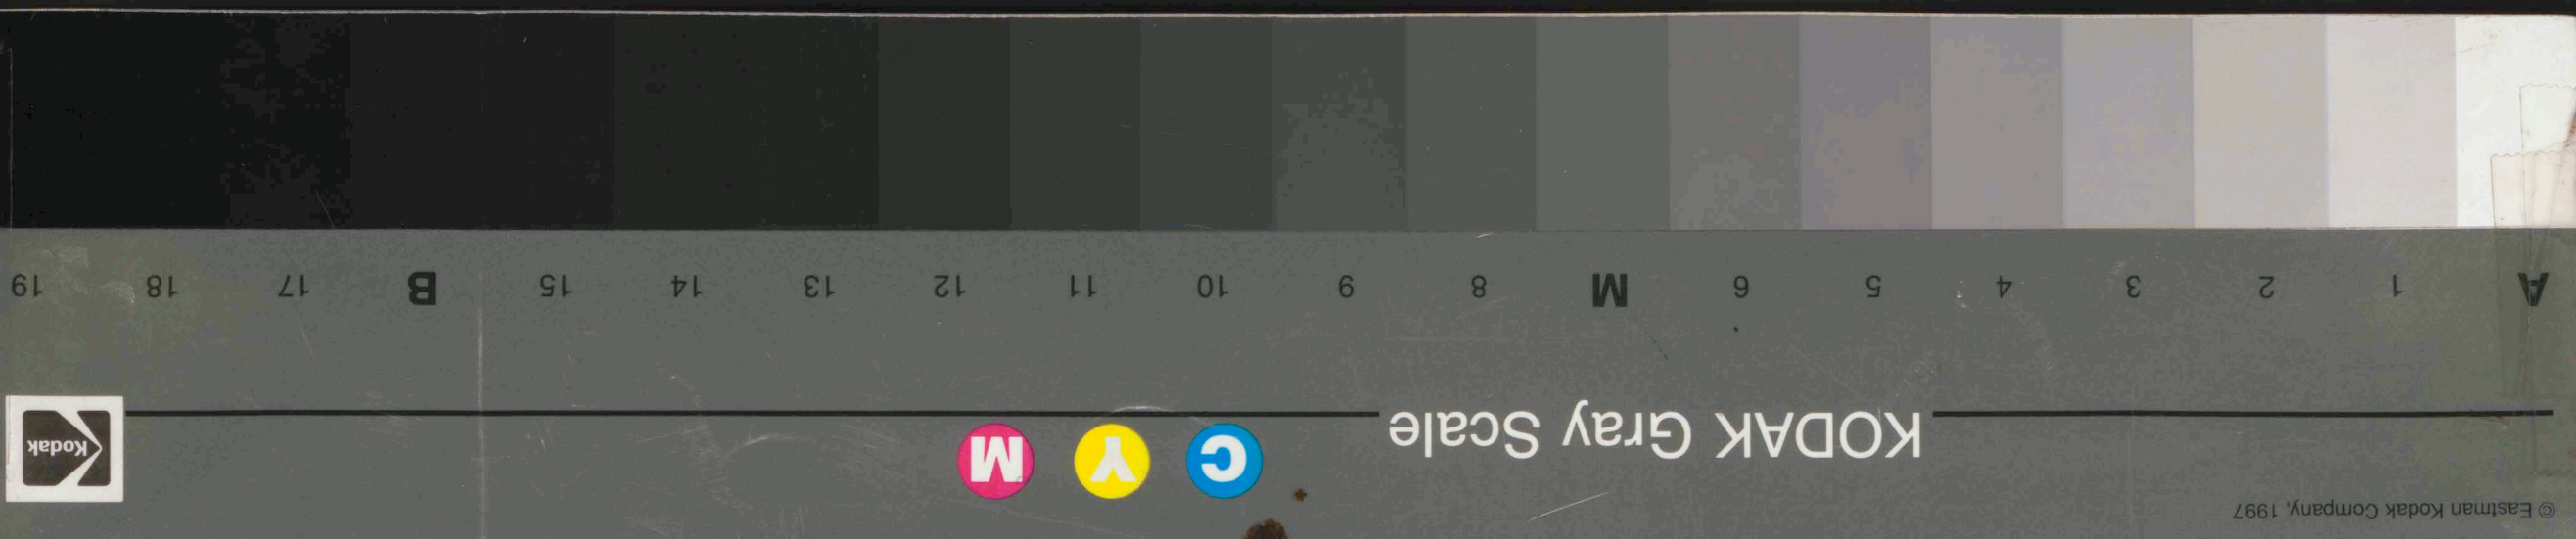 © Eastman Kodak Company, 1997
KODAK Gray Scale
C Y M
Kodak
A 1 2 3 4 5 6 M 8 9 10 11 12 13 14 15 B 17 18 19